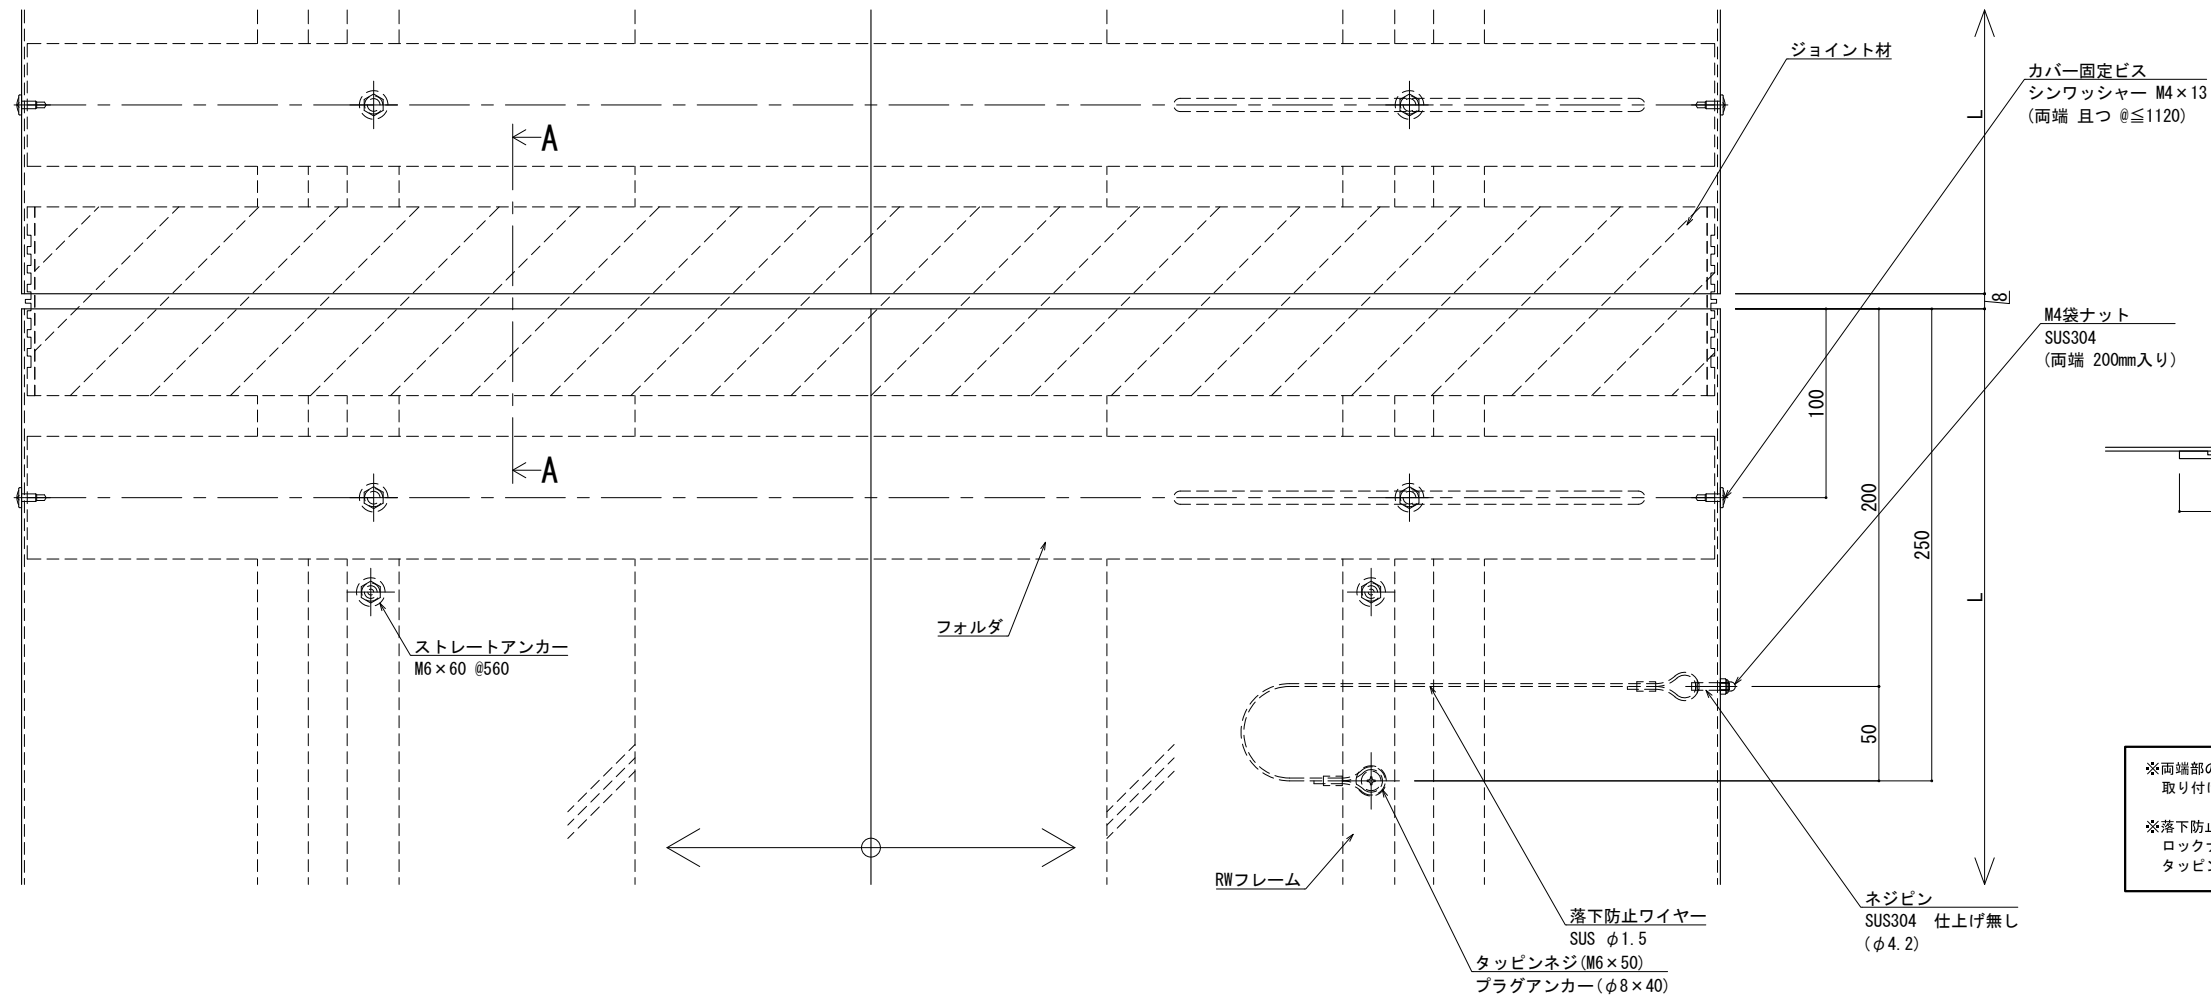 ジョイント材
カバー固定ビス
シンワッシャー M4×13
(両端 且つ @≦1120)
L
A
8
M4袋ナット
SUS304
(両端 200mm入り)
100
A
200
250
L
フォルダ
ストレートアンカー
M6×60 @560
50
※両端部の
取り付け
※落下防止
ロックナ
タッピン
RWフレーム
ネジピン
SUS304 仕上げ無し
(φ4.2)
落下防止ワイヤー
SUS φ1.5
タッピンネジ(M6×50)
プラグアンカー(φ8×40)